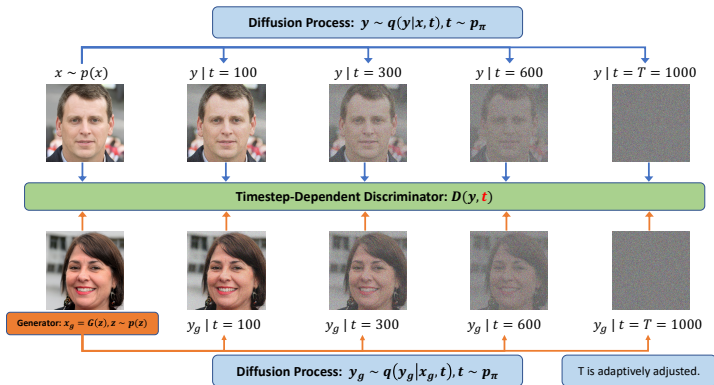 Diffusion Process: y ~ q(y|x, t), t ~ p_π
x ~ p(x)
y | t = 100
y | t = 300
y | t = 600
y | t = T = 1000
Timestep-Dependent Discriminator: D(y, t)
Generator: x_g = G(z), z ~ p(z)
y_g | t = 100
y_g | t = 300
y_g | t = 600
y_g | t = T = 1000
Diffusion Process: y_g ~ q(y_g|x_g, t), t ~ p_π
T is adaptively adjusted.